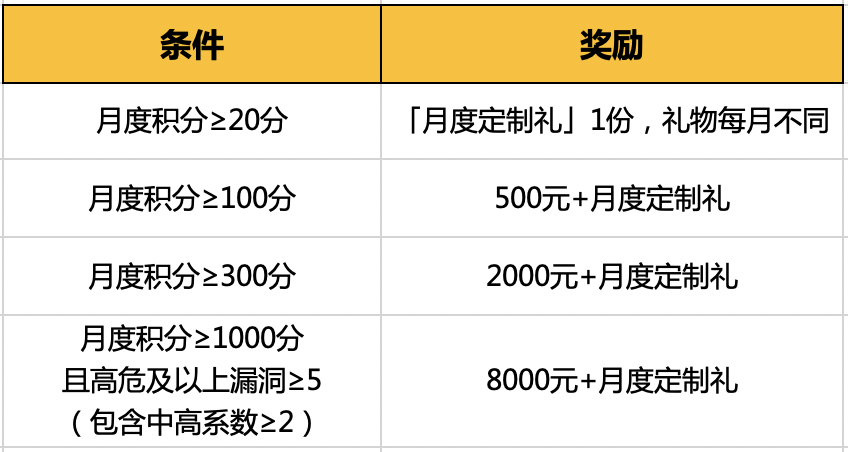 条件
奖励
月度积分≥20分
「月度定制礼」1份，礼物每月不同
月度积分≥100分
500元+月度定制礼
月度积分≥300分
2000元+月度定制礼
月度积分≥1000分
且高危及以上漏洞≥5
（包含中高系数≥2）
8000元+月度定制礼